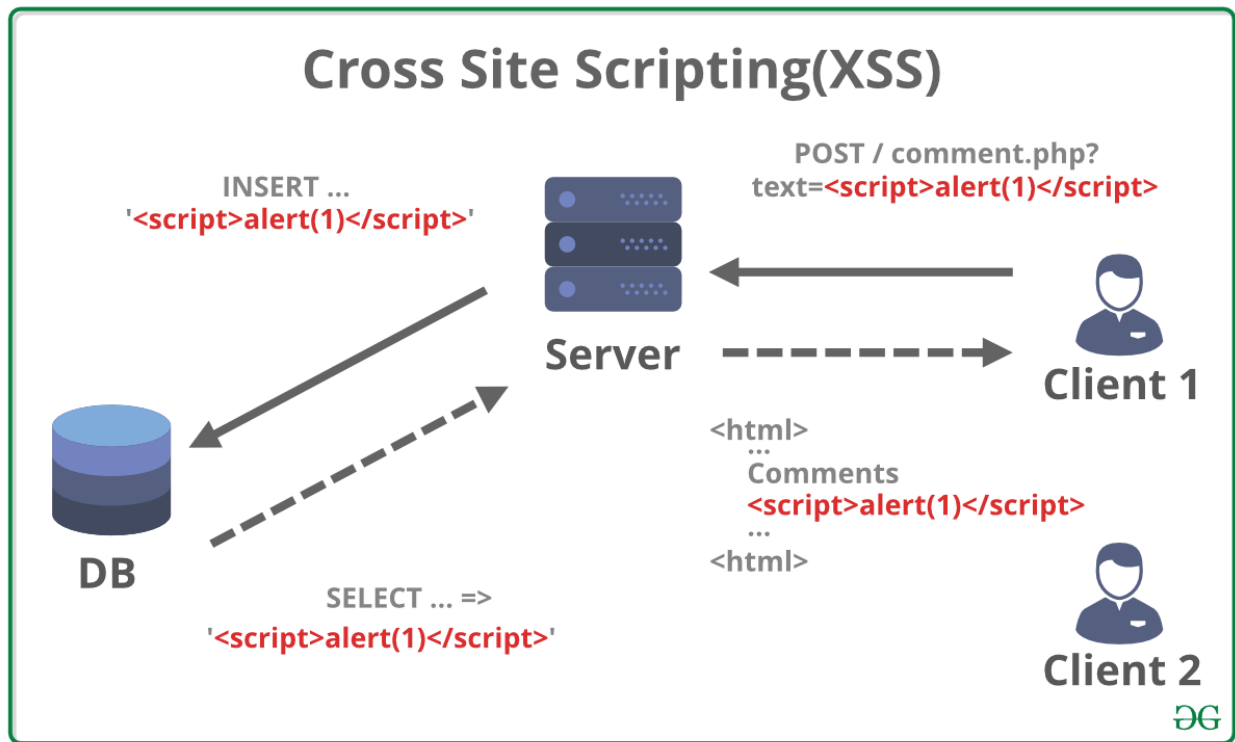 Cross Site Scripting(XSS)
POST / comment.php?
text=<script>alert(1)</script>
INSERT ...
'<script>alert(1)</script>'
Server
Client 1
<html>
...
Comments
<script>alert(1)</script>
...
<html>
DB
SELECT ... =>
'<script>alert(1)</script>'
Client 2